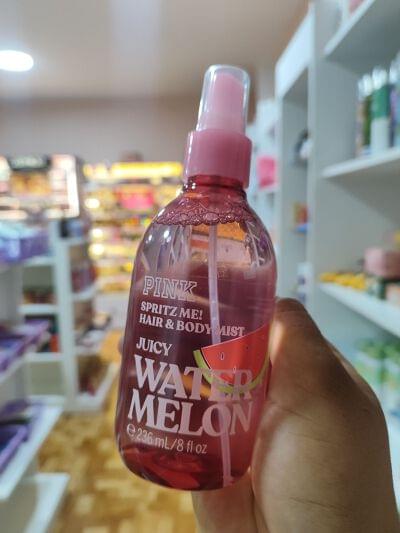 PINK
SPRITZ ME!
HAIR & BODY MIST
JUICY
WATER
MELON
℮ 236 mL/8 fl oz